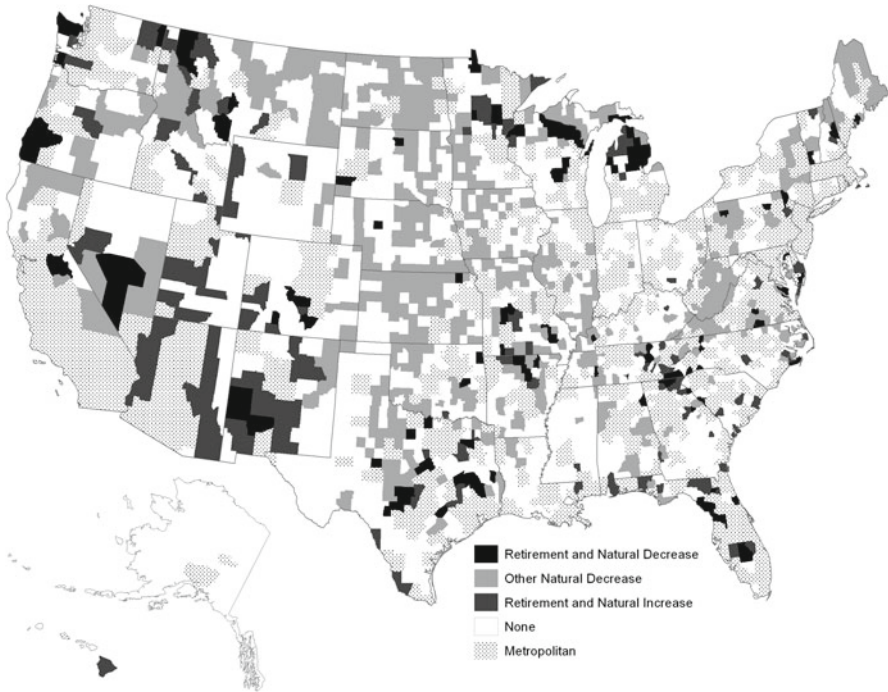 Retirement and Natural Decrease
Other Natural Decrease
Retirement and Natural Increase
None
Metropolitan